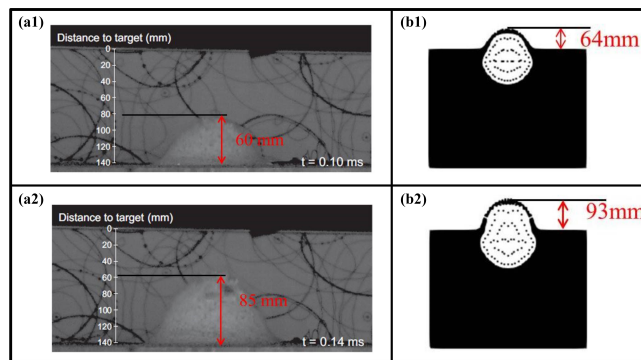 (a1)
Distance to target (mm)
0
20
40
60
80
100
120
140
60 mm
t = 0.10 ms
(b1)
64mm
(a2)
Distance to target (mm)
0
20
40
60
80
100
120
140
85 mm
t = 0.14 ms
(b2)
93mm